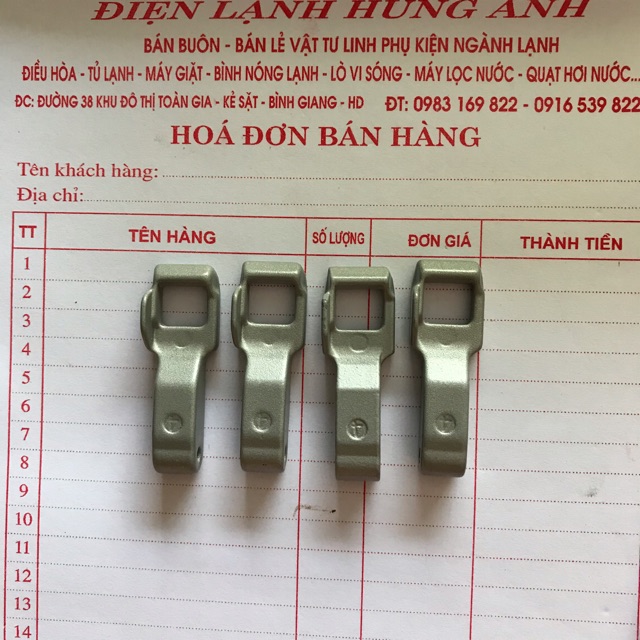 ĐIỆN LẠNH HÙNG ANH
BÁN BUÔN - BÁN LẺ VẬT TƯ LINH PHỤ KIỆN NGÀNH LẠNH
ĐIỀU HÒA - TỦ LẠNH - MÁY GIẶT - BÌNH NÓNG LẠNH - LÒ VI SÓNG - MÁY LỌC NƯỚC - QUẠT HƠI NƯỚC...
ĐC: ĐƯỜNG 38 KHU ĐÔ THỊ TOÀN GIA - KẺ SẶT - BÌNH GIANG - HD ĐT: 0983 169 822 - 0916 539 822
HOÁ ĐƠN BÁN HÀNG
Tên khách hàng:
Địa chỉ:
TT TÊN HÀNG SỐ LƯỢNG ĐƠN GIÁ THÀNH TIỀN
1
2
3
4
5
6
7
8
9
10
11
12
13
14